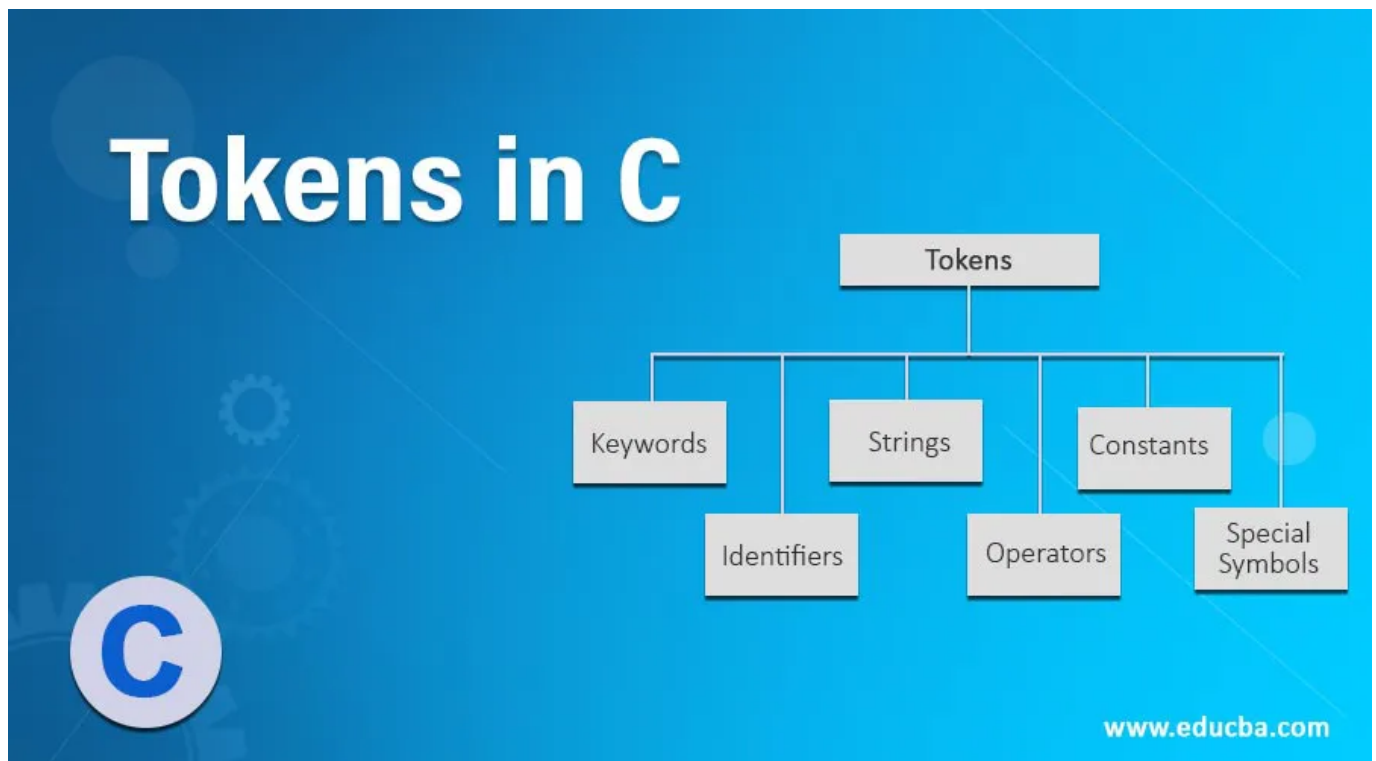 Tokens in C
Tokens
Keywords
Strings
Constants
Identifiers
Operators
Special
Symbols
C
www.educba.com